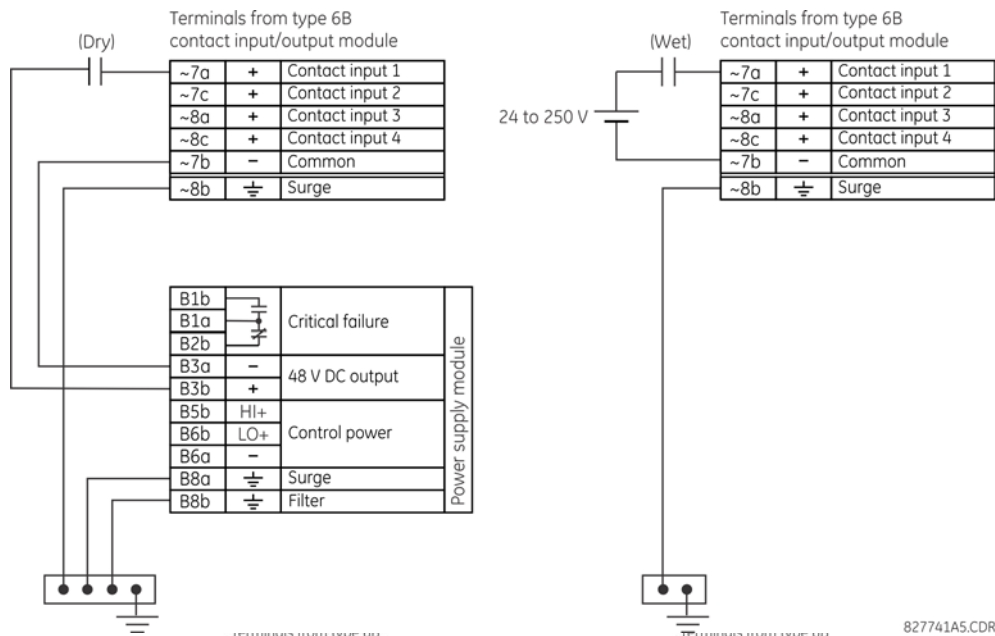 Terminals from type 6B
contact input/output module
(Dry)
~7a + Contact input 1
~7c + Contact input 2
~8a + Contact input 3
~8c + Contact input 4
~7b – Common
~8b Surge
B1b
B1a Critical failure
B2b
B3a – 48 V DC output
B3b +
B5b HI+
B6b LO+ Control power
B6a –
B8a Surge
B8b Filter
Power supply module
Terminals from type 6B
contact input/output module
(Wet)
24 to 250 V
~7a + Contact input 1
~7c + Contact input 2
~8a + Contact input 3
~8c + Contact input 4
~7b – Common
~8b Surge
827741A5.CDR